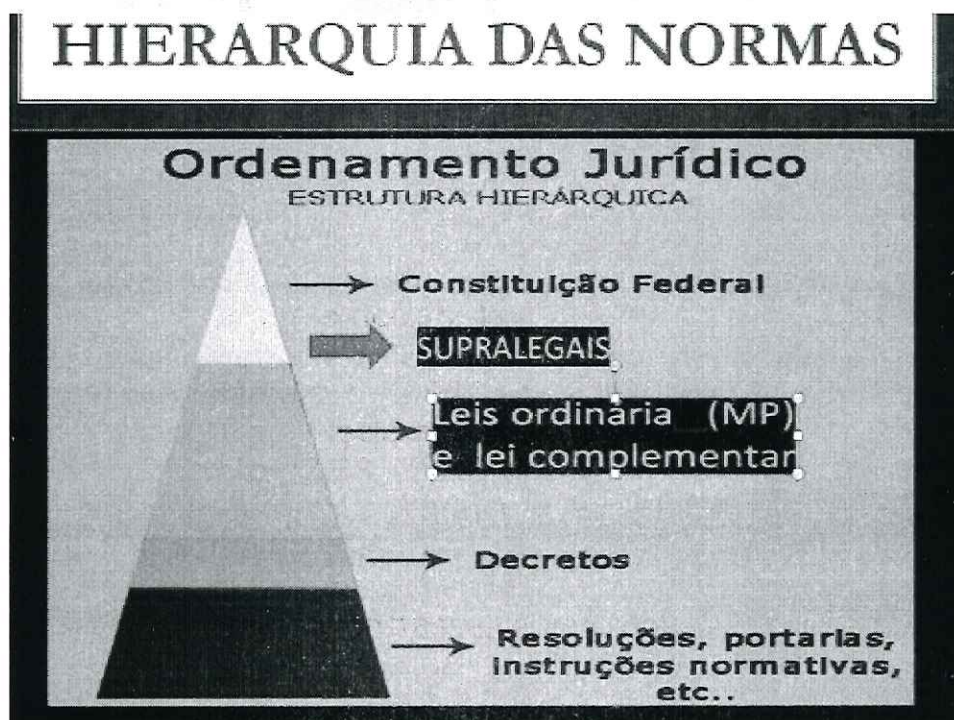 HIERARQUIA DAS NORMAS
Ordenamento Jurídico
ESTRUTURA HIERÁRQUICA
Constituição Federal
SUPRALEGAIS
Leis ordinária (MP)
e lei complementar
Decretos
Resoluções, portarias,
instruções normativas,
etc..